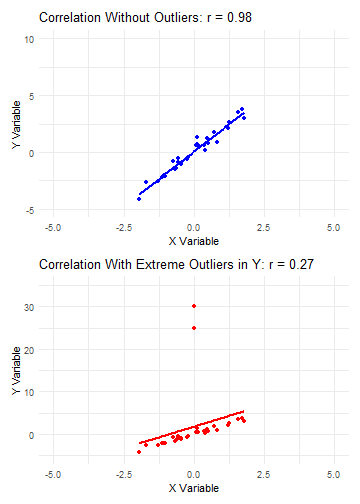 Correlation Without Outliers: r = 0.98
10
5
0
-5
Y Variable
-5.0 -2.5 0.0 2.5 5.0
X Variable
Correlation With Extreme Outliers in Y: r = 0.27
30
20
10
0
Y Variable
-5.0 -2.5 0.0 2.5 5.0
X Variable